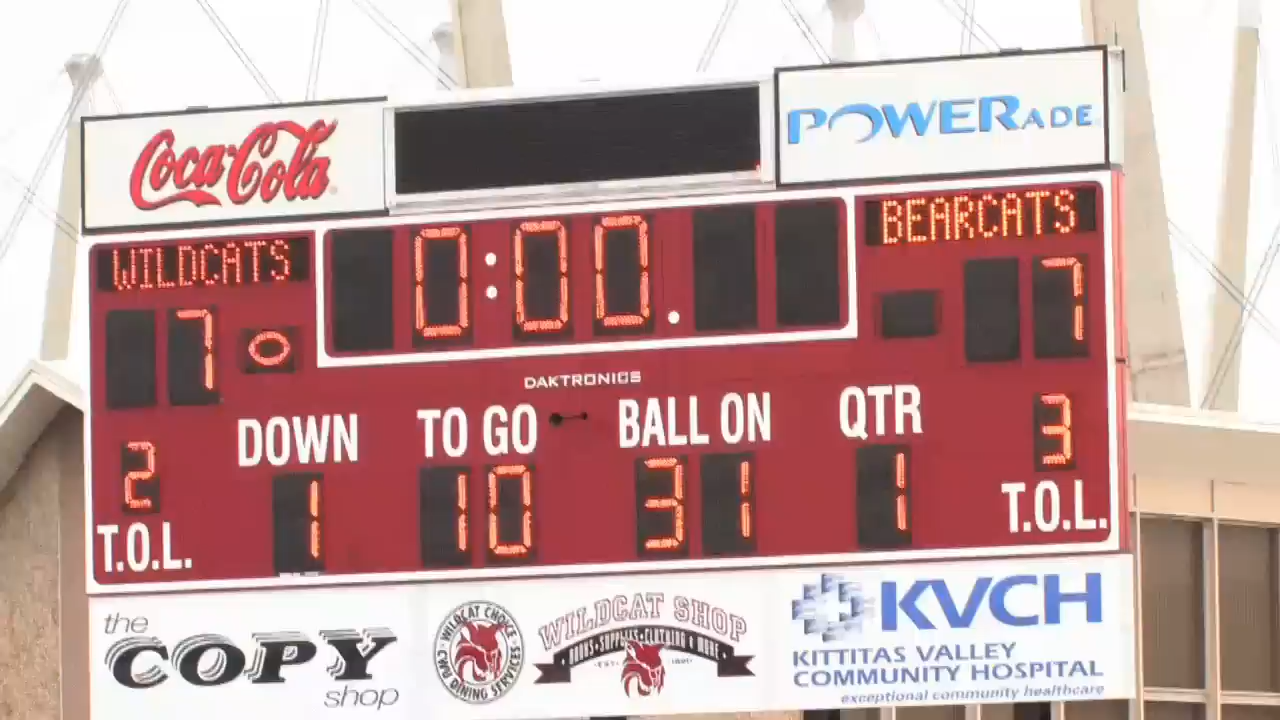 Coca-Cola
POWERADE
WILDCATS
0:00.
BEARCATS
7
7
DAKTRONICS
DOWN
TO GO
BALL ON
QTR
2
1
10
31
1
3
T.O.L.
T.O.L.
the
COPY
shop
WILDCAT CHOICE
CWU DINING SERVICES
WILDCAT SHOP
BOOKS·SUPPLIES·CLOTHING & MORE
KVCH
KITTITAS VALLEY
COMMUNITY HOSPITAL
exceptional community healthcare